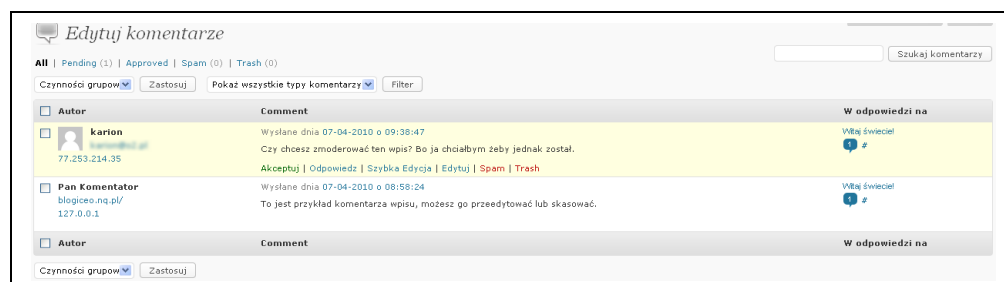 Edytuj komentarze
Szukaj komentarzy
All | Pending (1) | Approved | Spam (0) | Trash (0)
Czynności grupow Zastosuj Pokaż wszystkie typy komentarzy Filter
Autor Comment W odpowiedzi na
karion Wysłane dnia 07-04-2010 o 09:38:47 Witaj świecie!
Czy chcesz zmoderować ten wpis? Bo ja chciałbym żeby jednak został. 1 #
77.253.214.35
Akceptuj | Odpowiedz | Szybka Edycja | Edytuj | Spam | Trash
Pan Komentator Wysłane dnia 07-04-2010 o 08:58:24 Witaj świecie!
blogiceo.nq.pl/ To jest przykład komentarza wpisu, możesz go przeedytować lub skasować. 1 #
127.0.0.1
Autor Comment W odpowiedzi na
Czynności grupow Zastosuj